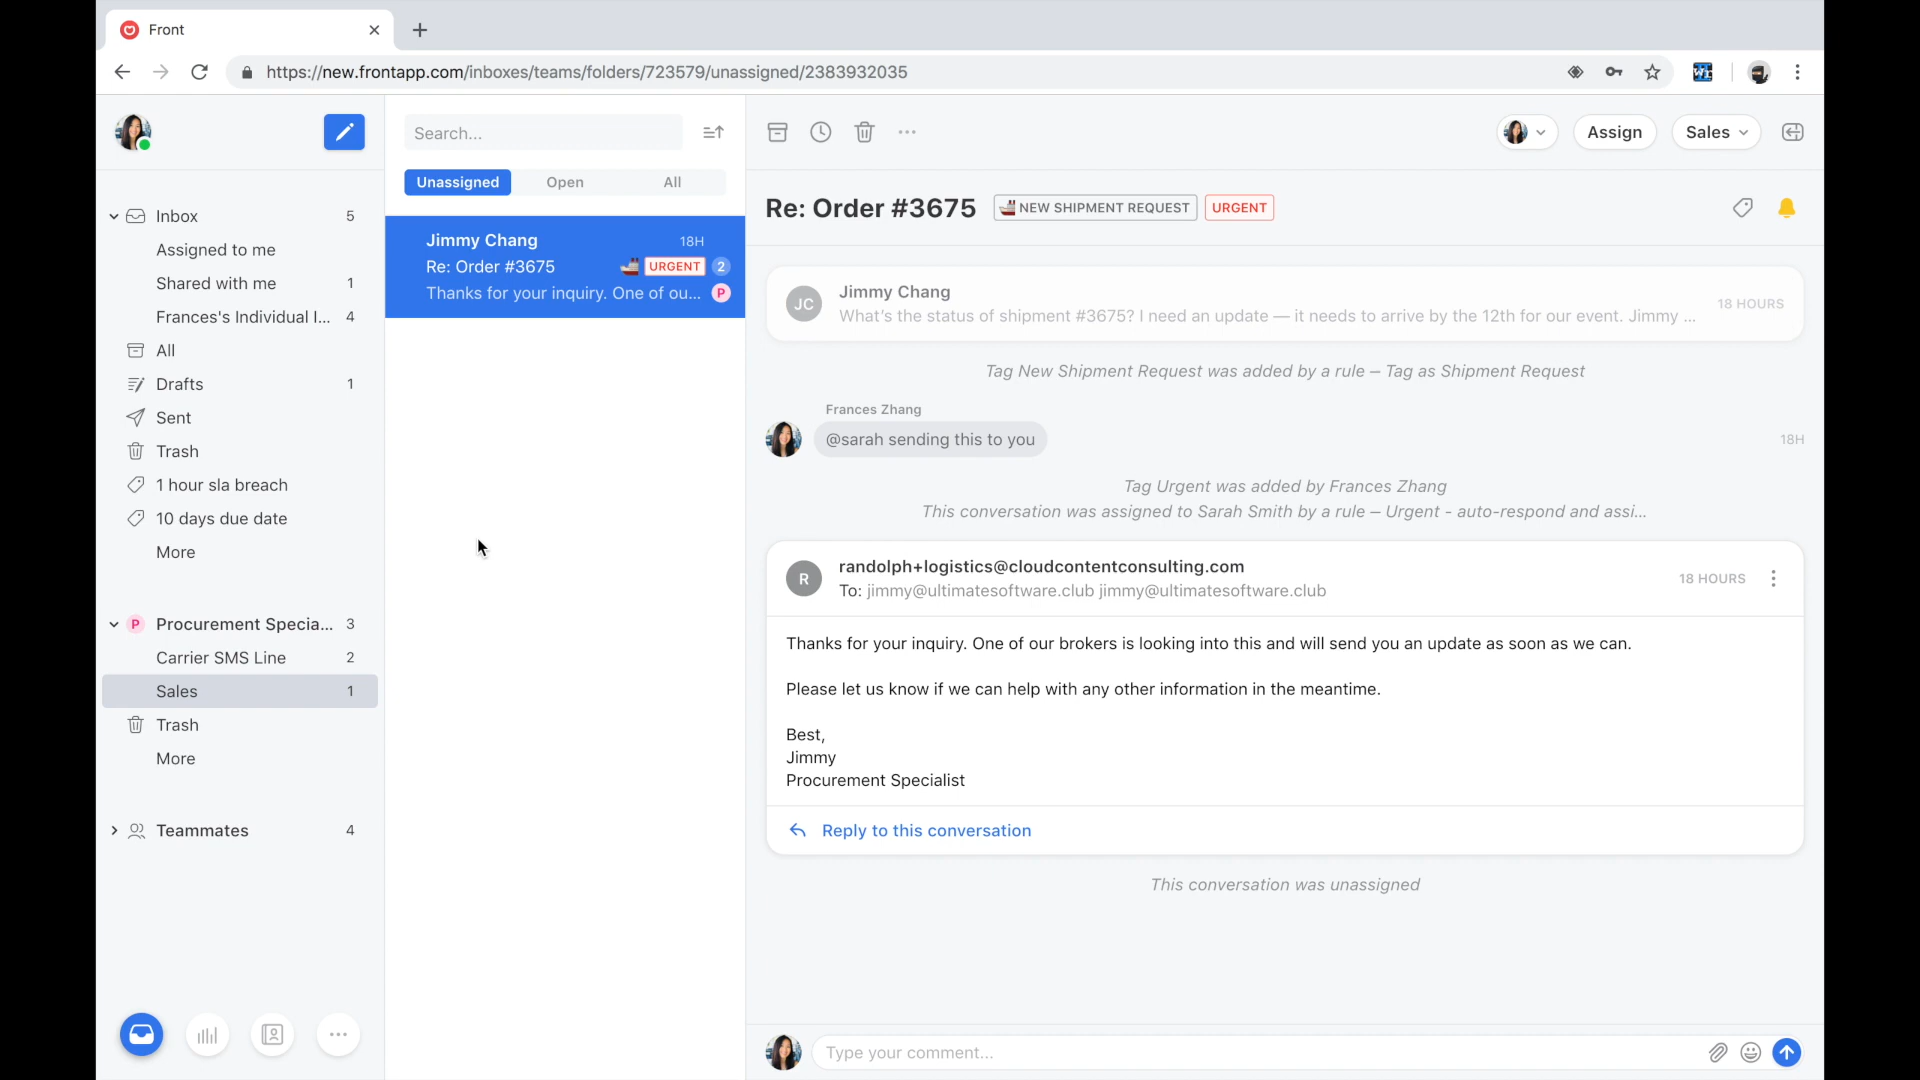 Front
https://new.frontapp.com/inboxes/teams/folders/723579/unassigned/2383932035
Search...
Assign
Sales
Unassigned
Open
All
Inbox 5
Assigned to me
Shared with me 1
Frances's Individual I... 4
All
Drafts 1
Sent
Trash
1 hour sla breach
10 days due date
More
Procurement Specia... 3
P
Carrier SMS Line 2
Sales 1
Trash
More
Teammates 4
Jimmy Chang 18H
Re: Order #3675 URGENT 2
Thanks for your inquiry. One of ou... P
Re: Order #3675 NEW SHIPMENT REQUEST URGENT
JC
Jimmy Chang
What's the status of shipment #3675? I need an update — it needs to arrive by the 12th for our event. Jimmy ...
18 HOURS
Tag New Shipment Request was added by a rule – Tag as Shipment Request
Frances Zhang
@sarah sending this to you
18H
Tag Urgent was added by Frances Zhang
This conversation was assigned to Sarah Smith by a rule – Urgent - auto-respond and assi...
R
randolph+logistics@cloudcontentconsulting.com
To: jimmy@ultimatesoftware.club jimmy@ultimatesoftware.club
18 HOURS
Thanks for your inquiry. One of our brokers is looking into this and will send you an update as soon as we can.
Please let us know if we can help with any other information in the meantime.
Best,
Jimmy
Procurement Specialist
Reply to this conversation
This conversation was unassigned
Type your comment...